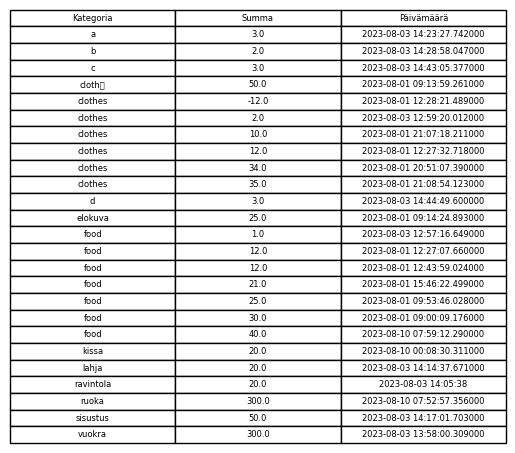 Kategoria Summa Päivämäärä
a 3.0 2023-08-03 14:23:27.742000
b 2.0 2023-08-03 14:28:58.047000
c 3.0 2023-08-03 14:43:05.377000
cloth 50.0 2023-08-01 09:13:59.261000
clothes -12.0 2023-08-01 12:28:21.489000
clothes 2.0 2023-08-03 12:59:20.012000
clothes 10.0 2023-08-01 21:07:18.211000
clothes 12.0 2023-08-01 12:27:32.718000
clothes 34.0 2023-08-01 20:51:07.390000
clothes 35.0 2023-08-01 21:08:54.123000
d 3.0 2023-08-03 14:44:49.600000
elokuva 25.0 2023-08-01 09:14:24.893000
food 1.0 2023-08-03 12:57:16.649000
food 12.0 2023-08-01 12:27:07.660000
food 12.0 2023-08-01 12:43:59.024000
food 21.0 2023-08-01 15:46:22.499000
food 25.0 2023-08-01 09:53:46.028000
food 30.0 2023-08-01 09:00:09.176000
food 40.0 2023-08-10 07:59:12.290000
kissa 20.0 2023-08-10 00:08:30.311000
lahja 20.0 2023-08-03 14:14:37.671000
ravintola 20.0 2023-08-03 14:05:38
ruoka 300.0 2023-08-10 07:52:57.356000
sisustus 50.0 2023-08-03 14:17:01.703000
vuokra 300.0 2023-08-03 13:58:00.309000